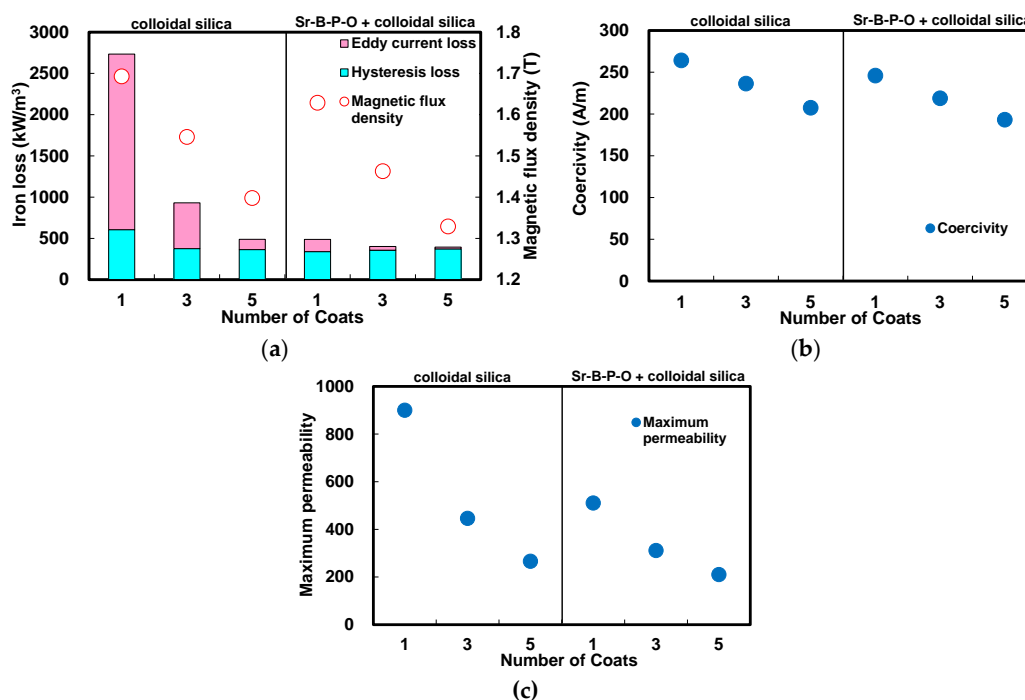 colloidal silica
Sr-B-P-O + colloidal silica
3000
2500
2000
1500
1000
500
0
Iron loss (kW/m³)
Eddy current loss
Hysteresis loss
Magnetic flux
density
1.8
1.7
1.6
1.5
1.4
1.3
1.2
Magnetic flux density (T)
1 3 5 1 3 5
Number of Coats
(a)
colloidal silica
Sr-B-P-O + colloidal silica
300
250
200
150
100
50
0
Coercivity (A/m)
Coercivity
1 3 5 1 3 5
Number of Coats
(b)
colloidal silica
Sr-B-P-O + colloidal silica
1000
800
600
400
200
0
Maximum permeability
Maximum
permeability
1 3 5 1 3 5
Number of Coats
(c)